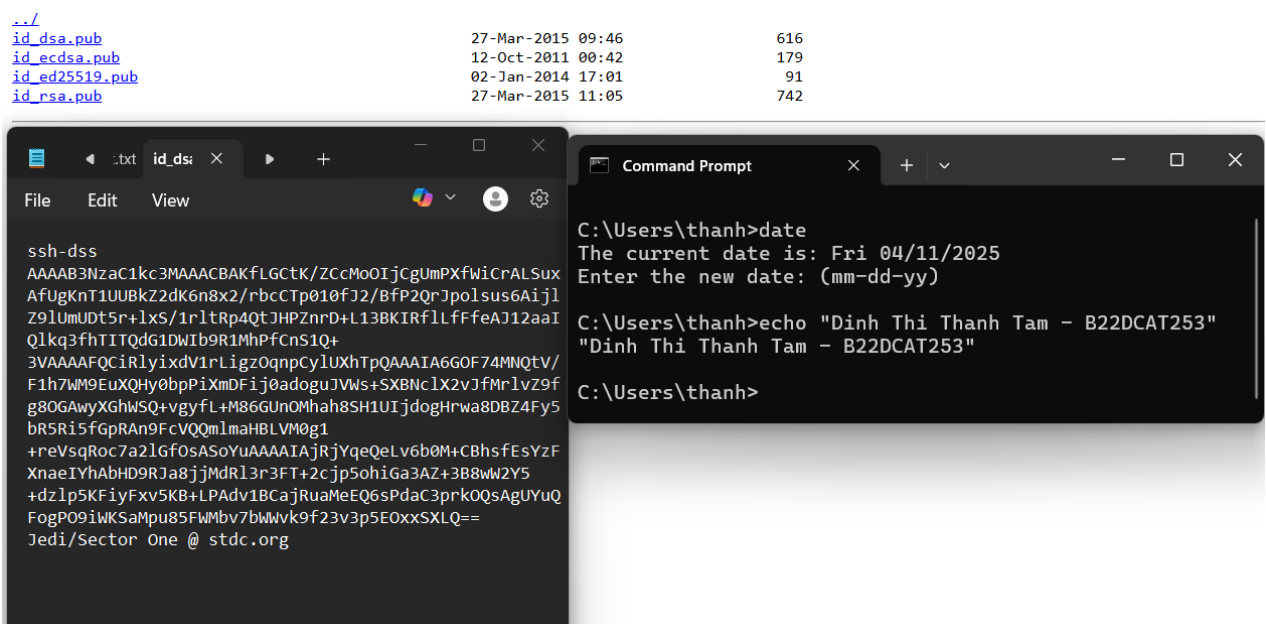 ../
id_dsa.pub 27-Mar-2015 09:46 616
id_ecdsa.pub 12-Oct-2011 00:42 179
id_ed25519.pub 02-Jan-2014 17:01 91
id_rsa.pub 27-Mar-2015 11:05 742
:.txt id_ds
File Edit View
ssh-dss
AAAAB3NzaC1kc3MAAACBAKfLGCtK/ZCcMoOIjCgUmPXfWiCrALSux
AfUgKnT1UUBkZ2dK6n8x2/rbcCTp010fJ2/BfP2QrJpolsus6Aijl
Z9lUmUDt5r+lxS/1rltRp4QtJHPZnrD+L13BKIRflLfFfeAJ12aaI
Qlkq3fhTITQdG1DWIb9R1MhPfCnS1Q+
3VAAAAFQCiRlyixdV1rLigzOqnpCylUXhTpQAAAIA6GOF74MNQtV/
F1h7WM9EuXQHy0bpPiXmDFij0adoguJVWs+SXBNclX2vJfMrlvZ9f
g8OGAwyXGhWSQ+vgyfL+M86GUnOMhah8SH1UIjdogHrwa8DBZ4Fy5
bR5Ri5fGpRAn9FcVQQmlmaHBLVM0g1
+reVsqRoc7a2lGfOsASoYuAAAAIAjRjYqeQeLv6b0M+CBhsfEsYzF
XnaeIYhAbHD9RJa8jjMdRl3r3FT+2cjp5ohiGa3AZ+3B8wW2Y5
+dzlp5KFiyFxv5KB+LPAdv1BCajRuaMeEQ6sPdaC3prkOQsAgUYuQ
FogPO9iWKSaMpu85FWMbv7bWWvk9f23v3p5EOxxSXLQ==
Jedi/Sector One @ stdc.org
Command Prompt
C:\Users\thanh>date
The current date is: Fri 04/11/2025
Enter the new date: (mm-dd-yy)
C:\Users\thanh>echo "Dinh Thi Thanh Tam - B22DCAT253"
"Dinh Thi Thanh Tam - B22DCAT253"
C:\Users\thanh>